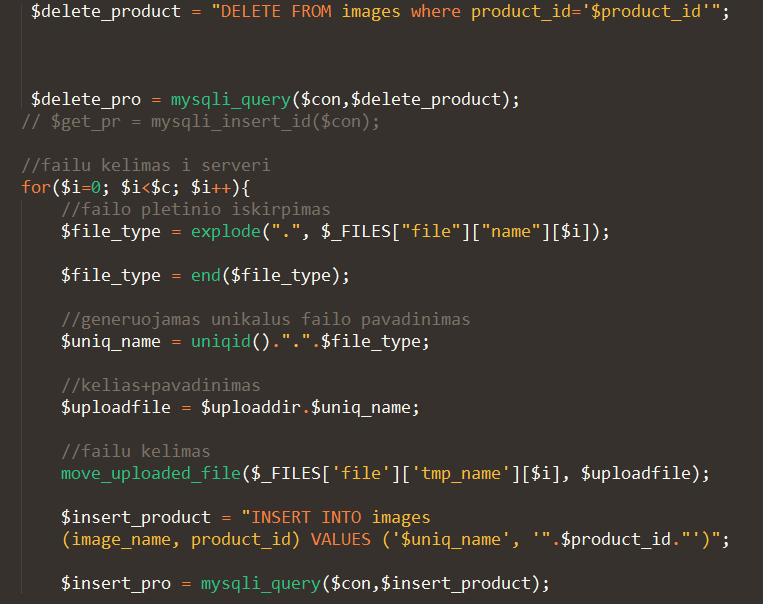 $delete_product = "DELETE FROM images where product_id='$product_id'";
$delete_pro = mysqli_query($con,$delete_product);
// $get_pr = mysqli_insert_id($con);
//failu kelimas i serveri
for($i=0; $i<$c; $i++){
//failo pletinio iskirpimas
$file_type = explode(".", $_FILES["file"]["name"][$i]);
$file_type = end($file_type);
//generuojamas unikalus failo pavadinimas
$uniq_name = uniqid().".".$file_type;
//kelias+pavadinimas
$uploadfile = $uploaddir.$uniq_name;
//failu kelimas
move_uploaded_file($_FILES['file']['tmp_name'][$i], $uploadfile);
$insert_product = "INSERT INTO images
(image_name, product_id) VALUES ('$uniq_name', '".$product_id."')";
$insert_pro = mysqli_query($con,$insert_product);